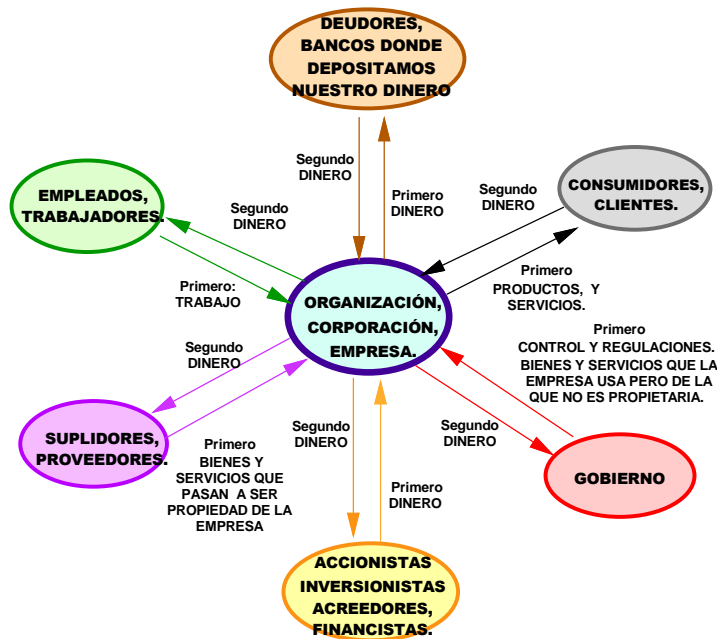 DEUDORES,
BANCOS DONDE
DEPOSITAMOS
NUESTRO DINERO
Segundo
DINERO
Primero
DINERO
EMPLEADOS,
TRABAJADORES.
Segundo
DINERO
Primero:
TRABAJO
CONSUMIDORES,
CLIENTES.
Segundo
DINERO
Primero
PRODUCTOS, Y
SERVICIOS.
ORGANIZACIÓN,
CORPORACIÓN,
EMPRESA.
Primero
CONTROL Y REGULACIONES.
BIENES Y SERVICIOS QUE LA
EMPRESA USA PERO DE LA
QUE NO ES PROPIETARIA.
Segundo
DINERO
GOBIERNO
Segundo
DINERO
SUPLIDORES,
PROVEEDORES.
Primero
BIENES Y
SERVICIOS QUE
PASAN A SER
PROPIEDAD DE LA
EMPRESA
Segundo
DINERO
Primero
DINERO
ACCIONISTAS
INVERSIONISTAS
ACREEDORES,
FINANCISTAS.